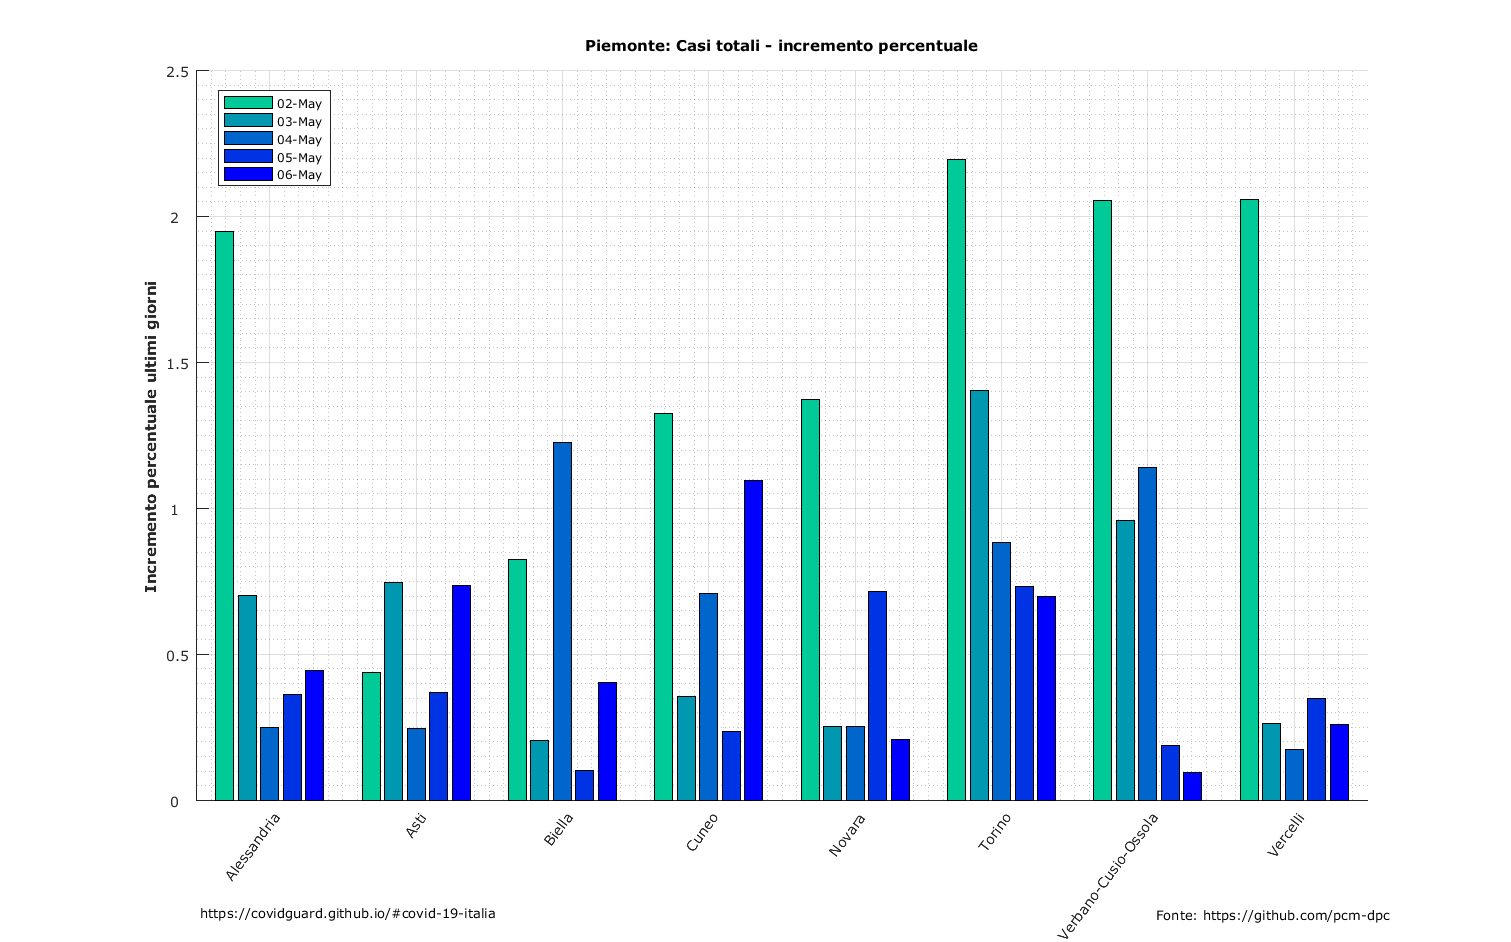 Piemonte: Casi totali - incremento percentuale
2.5
2
1.5
1
0.5
0
Incremento percentuale ultimi giorni
02-May
03-May
04-May
05-May
06-May
Alessandria
Asti
Biella
Cuneo
Novara
Torino
Verbano-Cusio-Ossola
Vercelli
https://covidguard.github.io/#covid-19-italia
Fonte: https://github.com/pcm-dpc